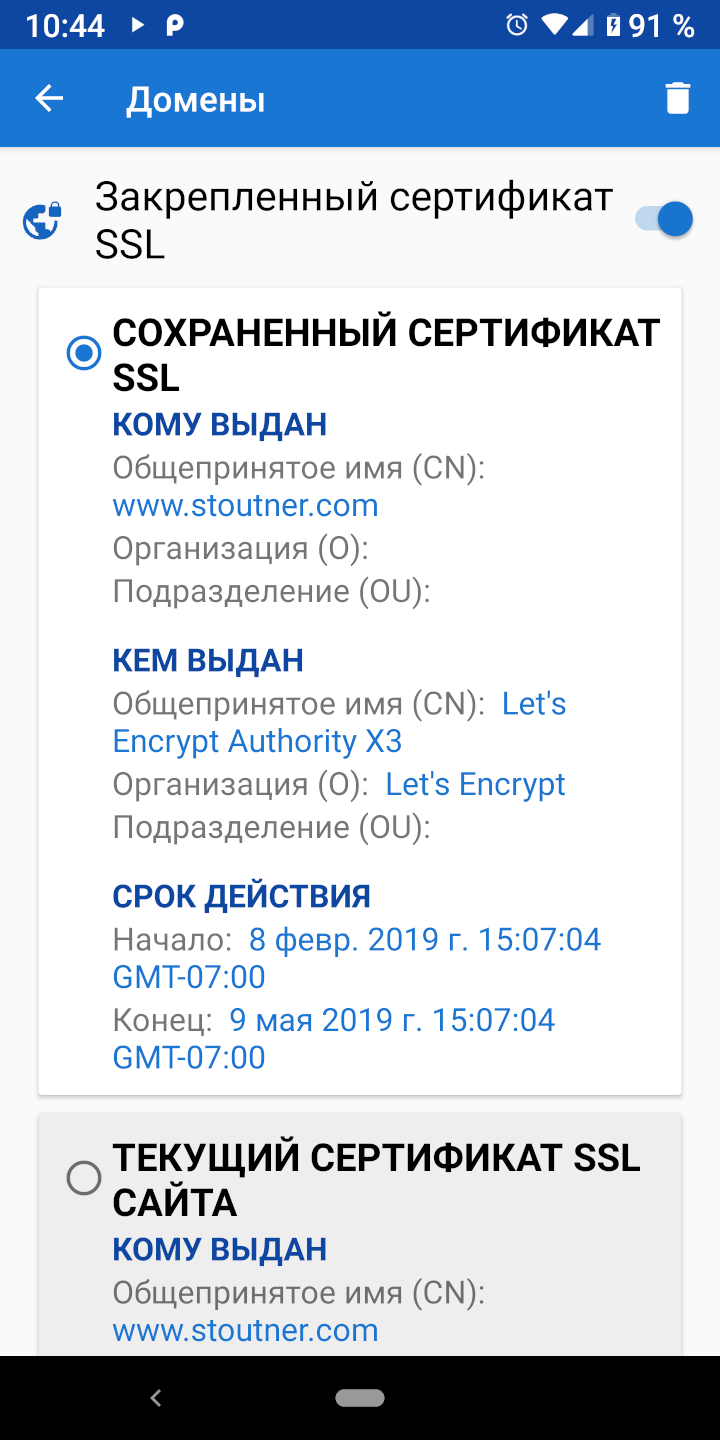 10:44
91 %
Домены
Закрепленный сертификат
SSL
СОХРАНЕННЫЙ СЕРТИФИКАТ
SSL
КОМУ ВЫДАН
Общепринятое имя (CN):
www.stoutner.com
Организация (O):
Подразделение (OU):
КЕМ ВЫДАН
Общепринятое имя (CN): Let's
Encrypt Authority X3
Организация (O): Let's Encrypt
Подразделение (OU):
СРОК ДЕЙСТВИЯ
Начало: 8 февр. 2019 г. 15:07:04
GMT-07:00
Конец: 9 мая 2019 г. 15:07:04
GMT-07:00
ТЕКУЩИЙ СЕРТИФИКАТ SSL
САЙТА
КОМУ ВЫДАН
Общепринятое имя (CN):
www.stoutner.com